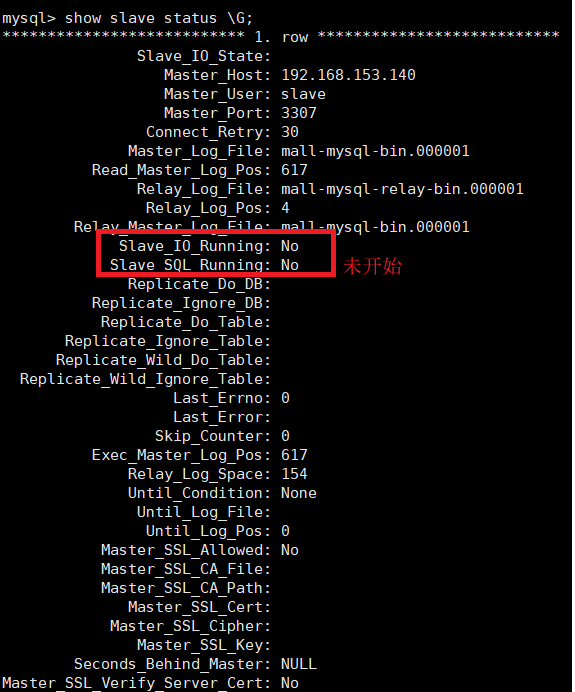 mysql> show slave status \G;
*************************** 1. row ***************************
Slave_IO_State:
Master_Host: 192.168.153.140
Master_User: slave
Master_Port: 3307
Connect_Retry: 30
Master_Log_File: mall-mysql-bin.000001
Read_Master_Log_Pos: 617
Relay_Log_File: mall-mysql-relay-bin.000001
Relay_Log_Pos: 4
Relay_Master_Log_File: mall-mysql-bin.000001
Slave_IO_Running: No
Slave_SQL_Running: No 未开始
Replicate_Do_DB:
Replicate_Ignore_DB:
Replicate_Do_Table:
Replicate_Ignore_Table:
Replicate_Wild_Do_Table:
Replicate_Wild_Ignore_Table:
Last_Errno: 0
Last_Error:
Skip_Counter: 0
Exec_Master_Log_Pos: 617
Relay_Log_Space: 154
Until_Condition: None
Until_Log_File:
Until_Log_Pos: 0
Master_SSL_Allowed: No
Master_SSL_CA_File:
Master_SSL_CA_Path:
Master_SSL_Cert:
Master_SSL_Cipher:
Master_SSL_Key:
Seconds_Behind_Master: NULL
Master_SSL_Verify_Server_Cert: No